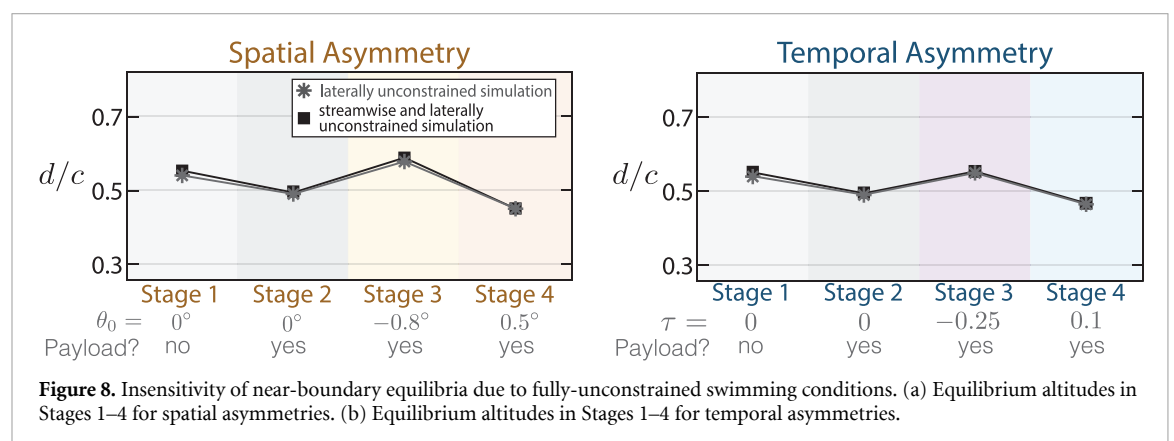 Spatial Asymmetry
laterally unconstrained simulation
streamwise and laterally
unconstrained simulation
0.7
d/c 0.5
0.3
Stage 1 Stage 2 Stage 3 Stage 4
θ₀ = 0° 0° −0.8° 0.5°
Payload? no yes yes yes
Temporal Asymmetry
0.7
d/c 0.5
0.3
Stage 1 Stage 2 Stage 3 Stage 4
τ = 0 0 −0.25 0.1
Payload? no yes yes yes
Figure 8. Insensitivity of near-boundary equilibria due to fully-unconstrained swimming conditions. (a) Equilibrium altitudes in
Stages 1–4 for spatial asymmetries. (b) Equilibrium altitudes in Stages 1–4 for temporal asymmetries.